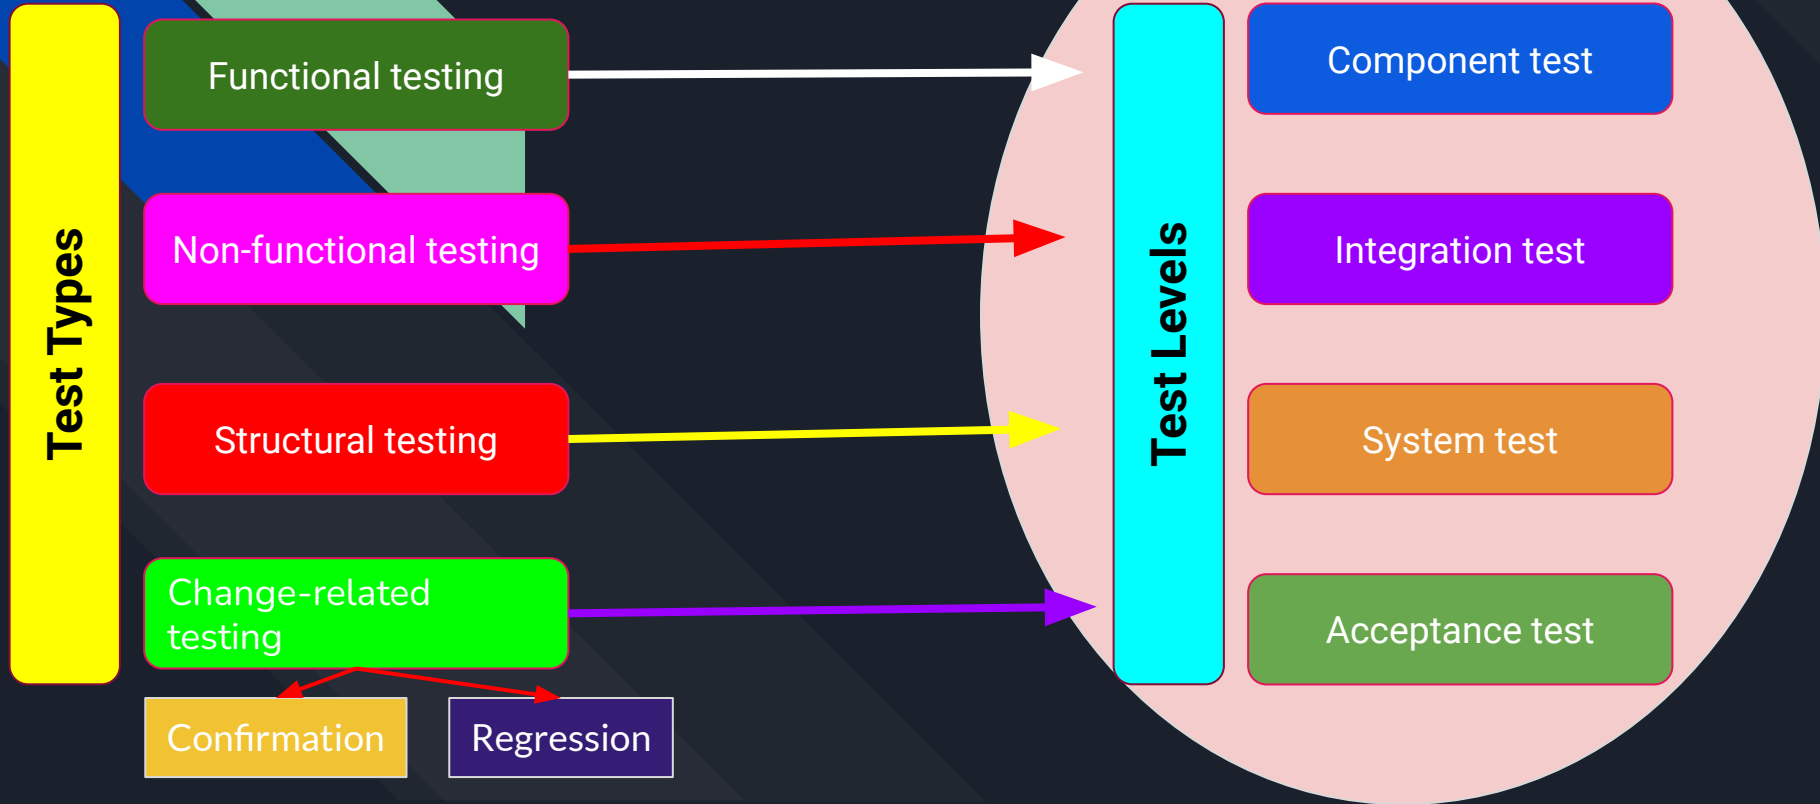 Test Types
Functional testing
Non-functional testing
Structural testing
Change-related
testing
Confirmation
Regression
Test Levels
Component test
Integration test
System test
Acceptance test